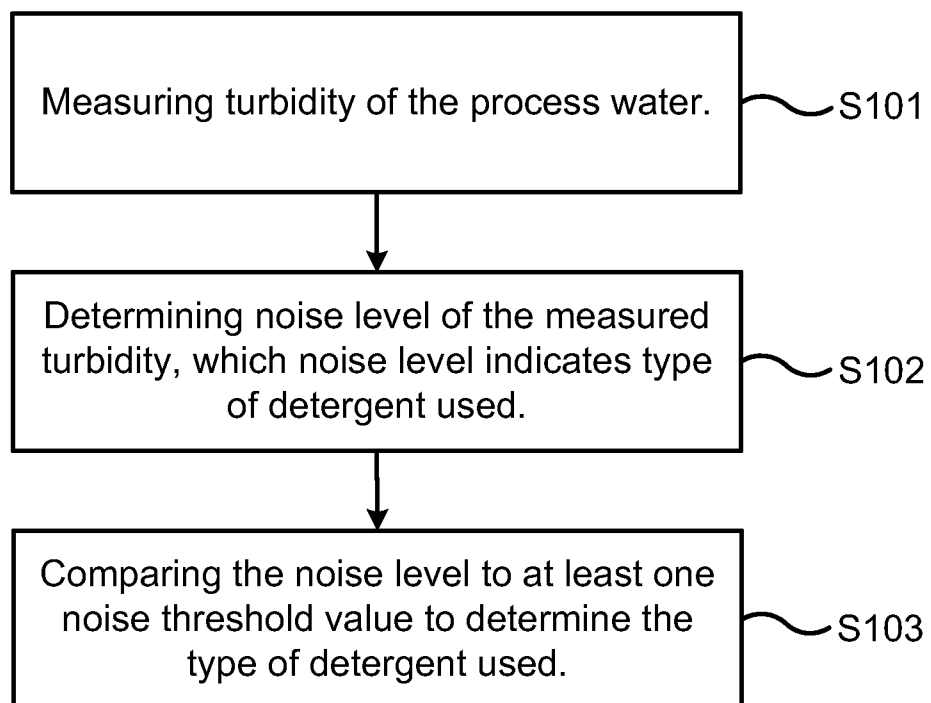 Measuring turbidity of the process water.
S101
Determining noise level of the measured
turbidity, which noise level indicates type
of detergent used.
S102
Comparing the noise level to at least one
noise threshold value to determine the
type of detergent used.
S103